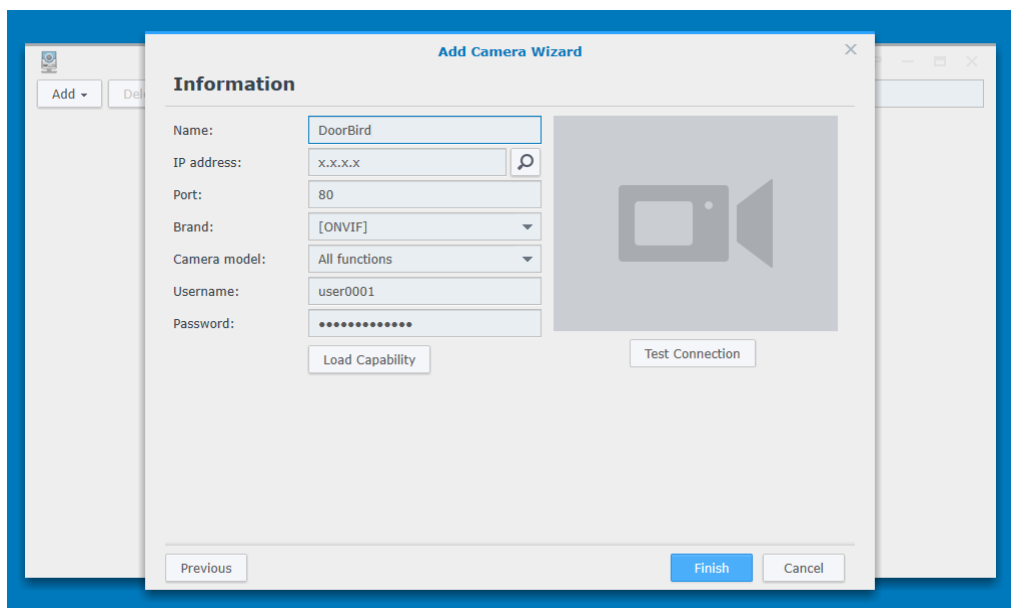 Add Camera Wizard
Information
Add
Del
Name:
DoorBird
IP address:
x.x.x.x
Port:
80
Brand:
[ONVIF]
Camera model:
All functions
Username:
user0001
Password:
•••••••••••••
Load Capability
Test Connection
Previous
Finish
Cancel